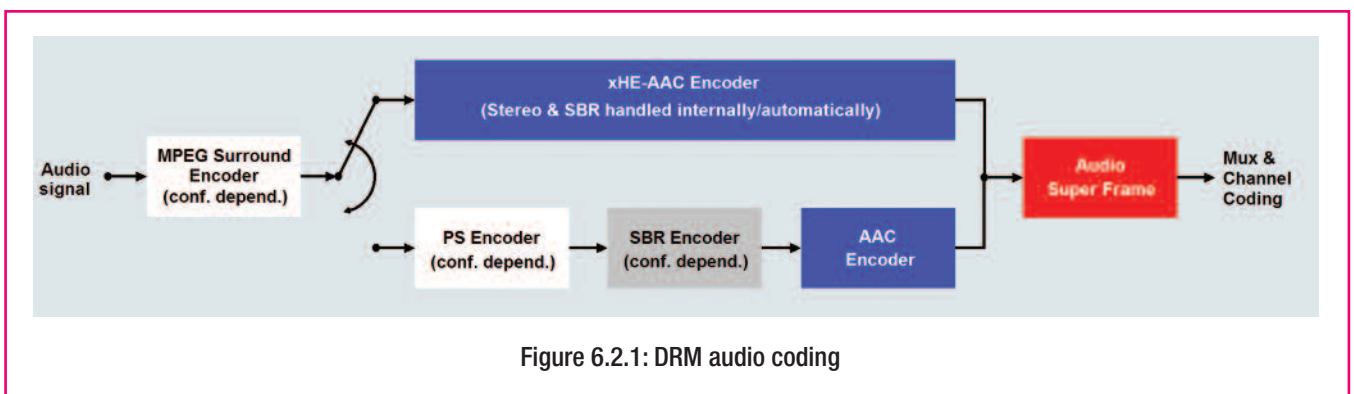 xHE-AAC Encoder
(Stereo & SBR handled internally/automatically)
Audio
signal
MPEG Surround
Encoder
(conf. depend.)
PS Encoder
(conf. depend.)
SBR Encoder
(conf. depend.)
AAC
Encoder
Audio
Super Frame
Mux &
Channel
Coding
Figure 6.2.1: DRM audio coding